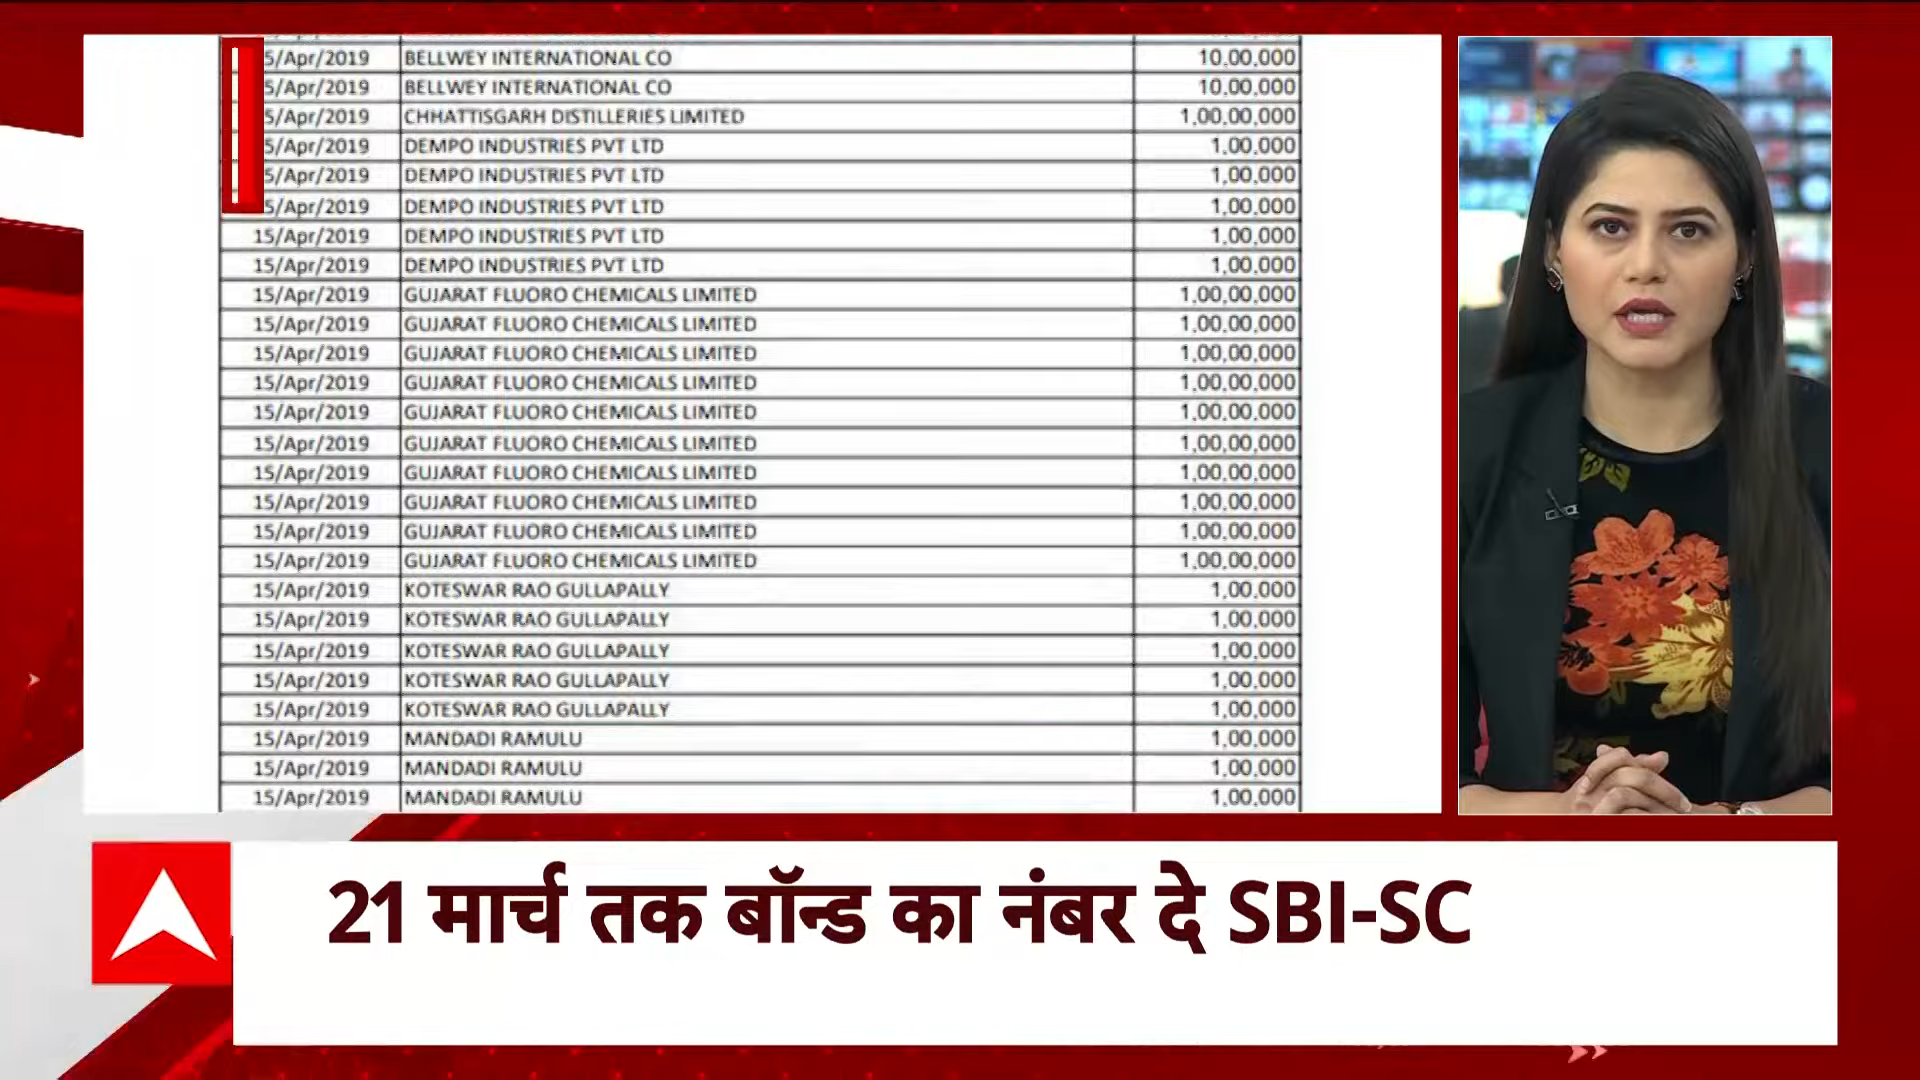 5/Apr/2019 BELLWEY INTERNATIONAL CO 10,00,000
5/Apr/2019 BELLWEY INTERNATIONAL CO 10,00,000
5/Apr/2019 CHHATTISGARH DISTILLERIES LIMITED 1,00,00,000
5/Apr/2019 DEMPO INDUSTRIES PVT LTD 1,00,000
5/Apr/2019 DEMPO INDUSTRIES PVT LTD 1,00,000
5/Apr/2019 DEMPO INDUSTRIES PVT LTD 1,00,000
15/Apr/2019 DEMPO INDUSTRIES PVT LTD 1,00,000
15/Apr/2019 DEMPO INDUSTRIES PVT LTD 1,00,000
15/Apr/2019 GUJARAT FLUORO CHEMICALS LIMITED 1,00,00,000
15/Apr/2019 GUJARAT FLUORO CHEMICALS LIMITED 1,00,00,000
15/Apr/2019 GUJARAT FLUORO CHEMICALS LIMITED 1,00,00,000
15/Apr/2019 GUJARAT FLUORO CHEMICALS LIMITED 1,00,00,000
15/Apr/2019 GUJARAT FLUORO CHEMICALS LIMITED 1,00,00,000
15/Apr/2019 GUJARAT FLUORO CHEMICALS LIMITED 1,00,00,000
15/Apr/2019 GUJARAT FLUORO CHEMICALS LIMITED 1,00,00,000
15/Apr/2019 GUJARAT FLUORO CHEMICALS LIMITED 1,00,00,000
15/Apr/2019 GUJARAT FLUORO CHEMICALS LIMITED 1,00,00,000
15/Apr/2019 GUJARAT FLUORO CHEMICALS LIMITED 1,00,00,000
15/Apr/2019 KOTESWAR RAO GULLAPALLY 1,00,000
15/Apr/2019 KOTESWAR RAO GULLAPALLY 1,00,000
15/Apr/2019 KOTESWAR RAO GULLAPALLY 1,00,000
15/Apr/2019 KOTESWAR RAO GULLAPALLY 1,00,000
15/Apr/2019 KOTESWAR RAO GULLAPALLY 1,00,000
15/Apr/2019 MANDADI RAMULU 1,00,000
15/Apr/2019 MANDADI RAMULU 1,00,000
15/Apr/2019 MANDADI RAMULU 1,00,000
21 मार्च तक बॉन्ड का नंबर दे SBI-SC